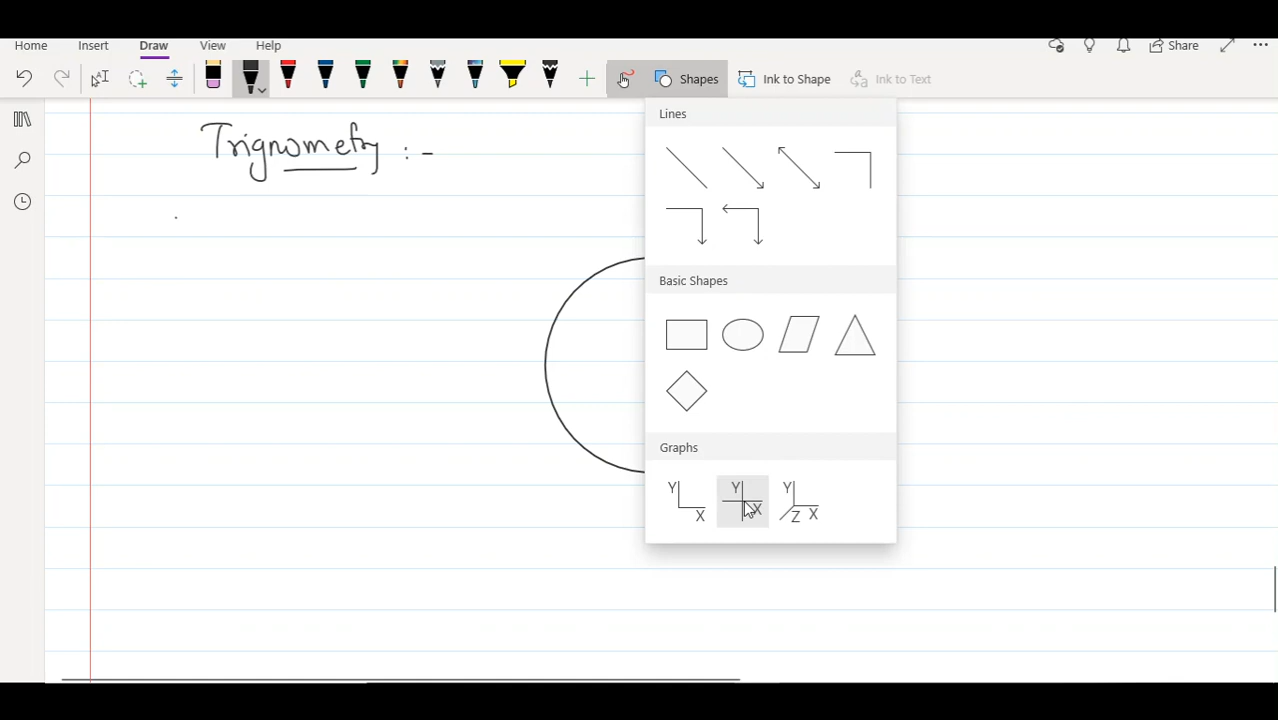 Home Insert Draw View Help Share
Shapes Ink to Shape Ink to Text
Lines
Trignometry :-
Basic Shapes
Graphs
Y X Y X Y Z X